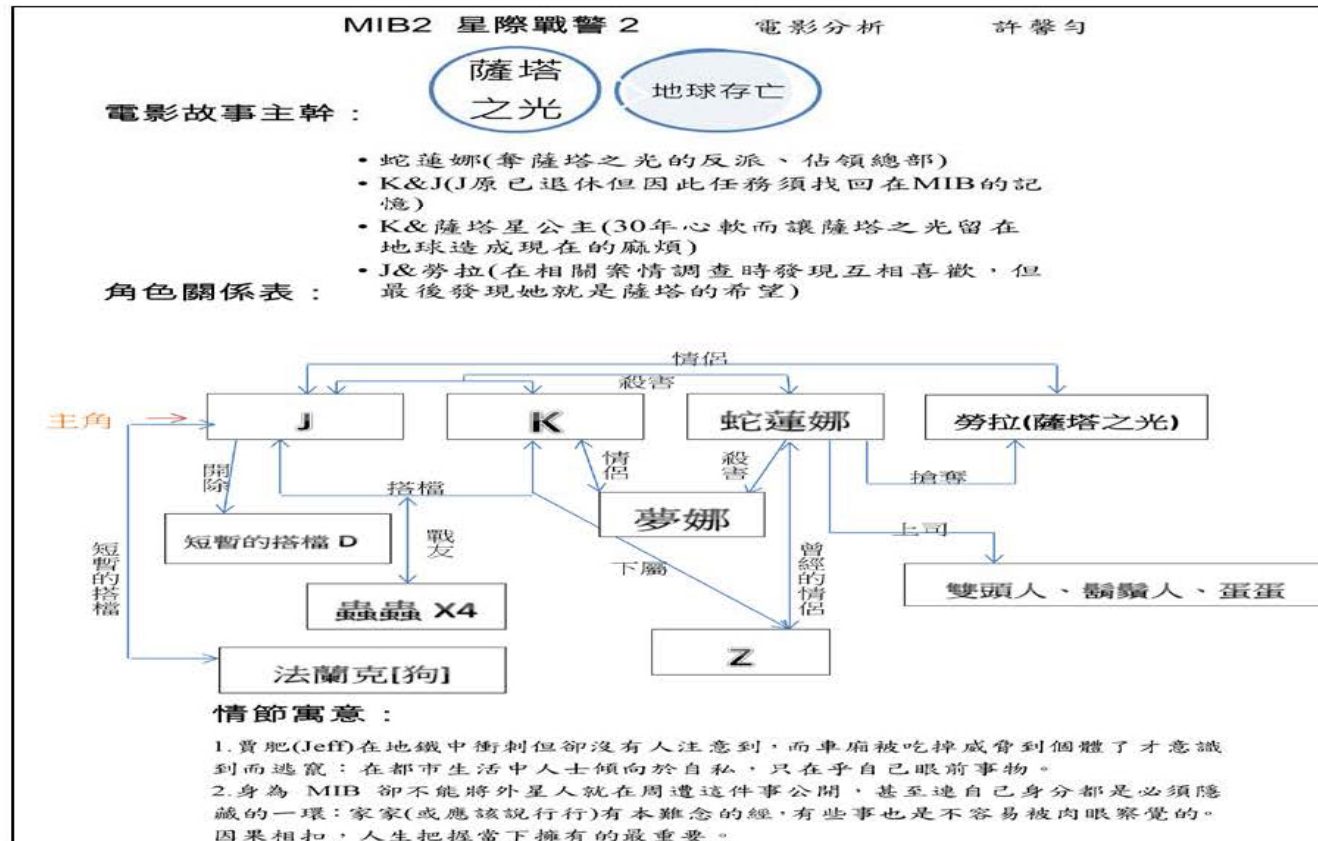 MIB2 星際戰警 2 電影分析 許馨勻
薩塔
之光
地球存亡
電影故事主幹：
• 蛇蓮娜(奪薩塔之光的反派、佔領總部)
• K&J(J原已退休但因此任務須找回在MIB的記
憶)
• K&薩塔星公主(30年心軟而讓薩塔之光留在
地球造成現在的麻煩)
• J&勞拉(在相關案情調查時發現互相喜歡，但
最後發現她就是薩塔的希望)
角色關係表：
情侶
殺害
主角
J
K
蛇蓮娜
勞拉(薩塔之光)
開除
搭檔
情侶
殺害
搶奪
短暫的搭檔 D
戰友
夢娜
上司
短暫的搭檔
下屬
曾經的情侶
雙頭人、鬍鬚人、蛋蛋
蟲蟲 X4
Z
法蘭克[狗]
情節寓意：
1.賈肥(Jeff)在地鐵中衝刺但卻沒有人注意到，而車廂被吃掉威脅到個體了才意識
到而逃竄：在都市生活中人士傾向於自私，只在乎自己眼前事物。
2.身為 MIB 卻不能將外星人就在周遭這件事公開，甚至連自己身分都是必須隱
藏的一環：家家(或應該說行行)有本難念的經，有些事也是不容易被肉眼察覺的。
因果相扣，人生把握當下擁有的最重要。